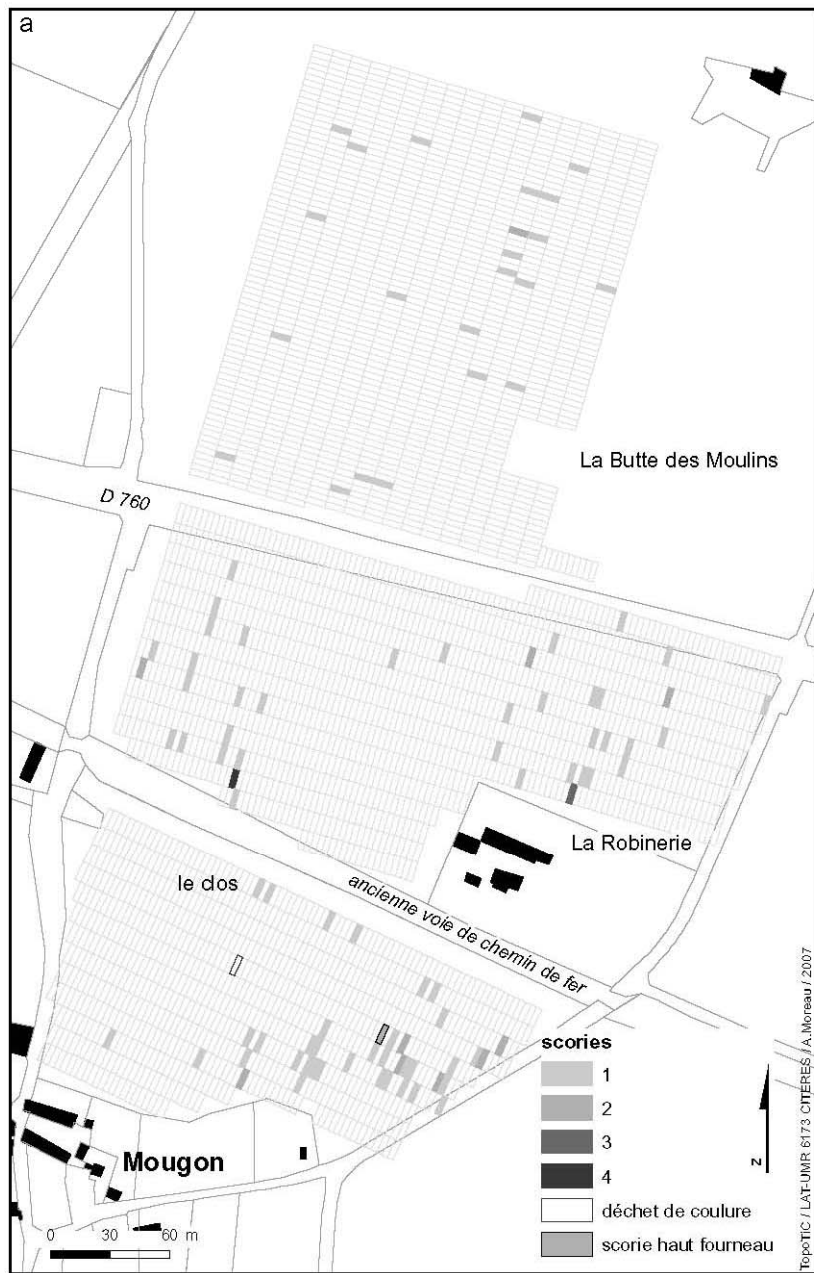 a
La Butte des Moulins
D 760
La Robinerie
le clos
ancienne voie de chemin de fer
scories
1
2
3
4
déchet de coulure
scorie haut fourneau
N
Mougon
0 30 60 m
TopoTIC / LAT-UMR 6173 CITERES / A.Moreau / 2007